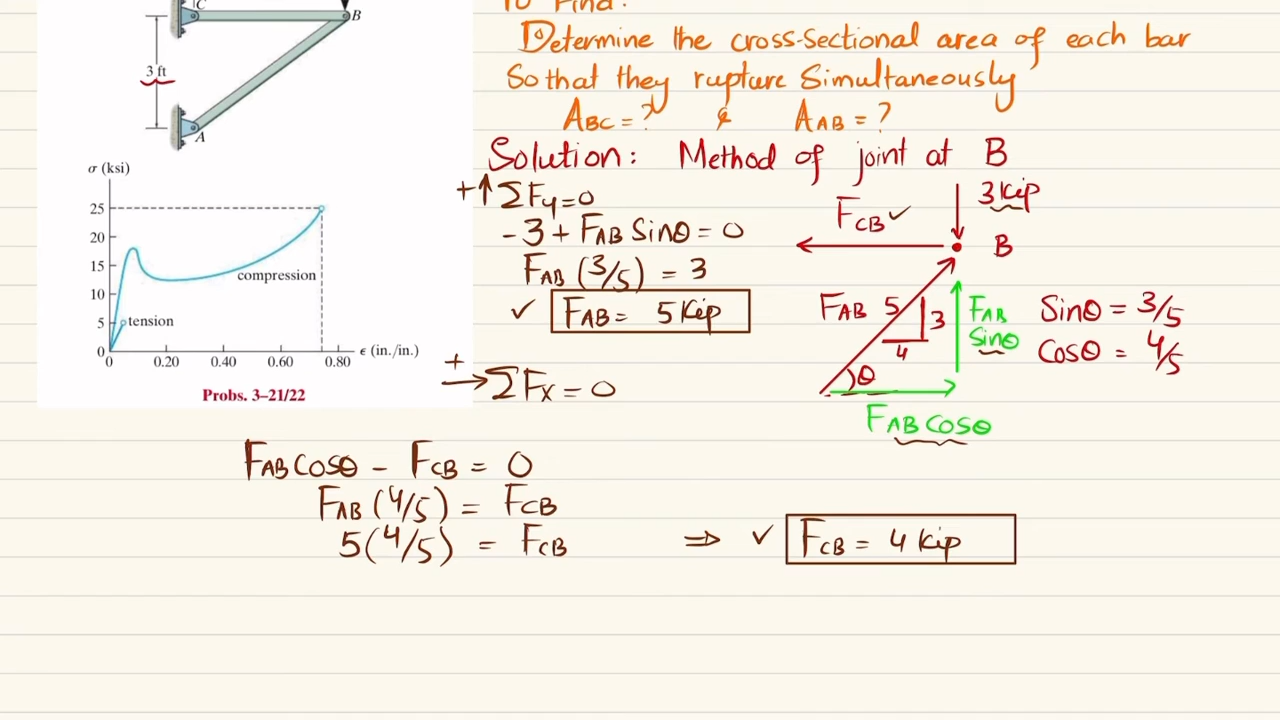 C
B
3 ft
A
σ (ksi)
25
20
15
10
5
0
compression
tension
0 0.20 0.40 0.60 0.80 ϵ (in./in.)
Probs. 3–21/22
To Find:
Determine the cross-sectional area of each bar
So that they rupture Simultaneously
ABC = ? & AAB = ?
Solution: Method of joint at B
+↑ ΣFy = 0
- 3 + FAB Sinθ = 0
FAB (3/5) = 3
✓ FAB = 5 Kip
+→ ΣFx = 0
3 Kip
FCB ✓
B
FAB 5
3
4
θ
FAB
Sinθ
FAB COSθ
Sinθ = 3/5
COSθ = 4/5
FAB COSθ - FCB = 0
FAB (4/5) = FCB
5(4/5) = FCB ⇒ ✓ FCB = 4 Kip